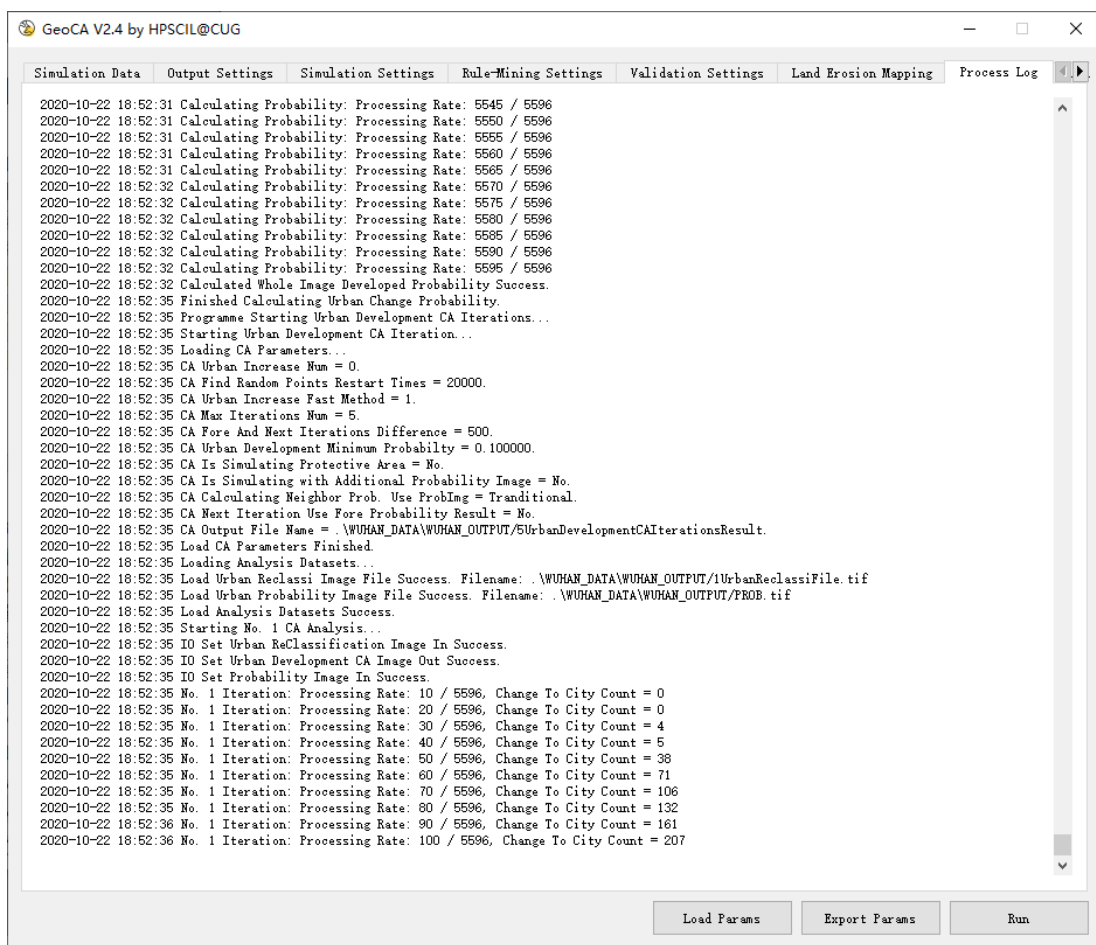 GeoCA V2.4 by HPSCIL@CUG
Simulation Data Output Settings Simulation Settings Rule-Mining Settings Validation Settings Land Erosion Mapping Process Log
2020-10-22 18:52:31 Calculating Probability: Processing Rate: 5545 / 5596
2020-10-22 18:52:31 Calculating Probability: Processing Rate: 5550 / 5596
2020-10-22 18:52:31 Calculating Probability: Processing Rate: 5555 / 5596
2020-10-22 18:52:31 Calculating Probability: Processing Rate: 5560 / 5596
2020-10-22 18:52:31 Calculating Probability: Processing Rate: 5565 / 5596
2020-10-22 18:52:32 Calculating Probability: Processing Rate: 5570 / 5596
2020-10-22 18:52:32 Calculating Probability: Processing Rate: 5575 / 5596
2020-10-22 18:52:32 Calculating Probability: Processing Rate: 5580 / 5596
2020-10-22 18:52:32 Calculating Probability: Processing Rate: 5585 / 5596
2020-10-22 18:52:32 Calculating Probability: Processing Rate: 5590 / 5596
2020-10-22 18:52:32 Calculating Probability: Processing Rate: 5595 / 5596
2020-10-22 18:52:32 Calculated Whole Image Developed Probability Success.
2020-10-22 18:52:35 Finished Calculating Urban Change Probability.
2020-10-22 18:52:35 Programme Starting Urban Development CA Iterations...
2020-10-22 18:52:35 Starting Urban Development CA Iteration...
2020-10-22 18:52:35 Loading CA Parameters...
2020-10-22 18:52:35 CA Urban Increase Num = 0.
2020-10-22 18:52:35 CA Find Random Points Restart Times = 20000.
2020-10-22 18:52:35 CA Urban Increase Fast Method = 1.
2020-10-22 18:52:35 CA Max Iterations Num = 5.
2020-10-22 18:52:35 CA Fore And Next Iterations Difference = 500.
2020-10-22 18:52:35 CA Urban Development Minimum Probabilty = 0.100000.
2020-10-22 18:52:35 CA Is Simulating Protective Area = No.
2020-10-22 18:52:35 CA Is Simulating with Additional Probability Image = No.
2020-10-22 18:52:35 CA Calculating Neighbor Prob. Use ProbImg = Tranditional.
2020-10-22 18:52:35 CA Next Iteration Use Fore Probability Result = No.
2020-10-22 18:52:35 CA Output File Name = .\WUHAN_DATA\WUHAN_OUTPUT/5UrbanDevelopmentCAIterationsResult.
2020-10-22 18:52:35 Load CA Parameters Finished.
2020-10-22 18:52:35 Loading Analysis Datasets...
2020-10-22 18:52:35 Load Urban Reclassi Image File Success. Filename: .\WUHAN_DATA\WUHAN_OUTPUT/1UrbanReclassiFile.tif
2020-10-22 18:52:35 Load Urban Probability Image File Success. Filename: .\WUHAN_DATA\WUHAN_OUTPUT/PROB.tif
2020-10-22 18:52:35 Load Analysis Datasets Success.
2020-10-22 18:52:35 Starting No. 1 CA Analysis...
2020-10-22 18:52:35 IO Set Urban ReClassification Image In Success.
2020-10-22 18:52:35 IO Set Urban Development CA Image Out Success.
2020-10-22 18:52:35 IO Set Probability Image In Success.
2020-10-22 18:52:35 No. 1 Iteration: Processing Rate: 10 / 5596, Change To City Count = 0
2020-10-22 18:52:35 No. 1 Iteration: Processing Rate: 20 / 5596, Change To City Count = 0
2020-10-22 18:52:35 No. 1 Iteration: Processing Rate: 30 / 5596, Change To City Count = 4
2020-10-22 18:52:35 No. 1 Iteration: Processing Rate: 40 / 5596, Change To City Count = 5
2020-10-22 18:52:35 No. 1 Iteration: Processing Rate: 50 / 5596, Change To City Count = 38
2020-10-22 18:52:35 No. 1 Iteration: Processing Rate: 60 / 5596, Change To City Count = 71
2020-10-22 18:52:35 No. 1 Iteration: Processing Rate: 70 / 5596, Change To City Count = 106
2020-10-22 18:52:35 No. 1 Iteration: Processing Rate: 80 / 5596, Change To City Count = 132
2020-10-22 18:52:36 No. 1 Iteration: Processing Rate: 90 / 5596, Change To City Count = 161
2020-10-22 18:52:36 No. 1 Iteration: Processing Rate: 100 / 5596, Change To City Count = 207
Load Params Export Params Run